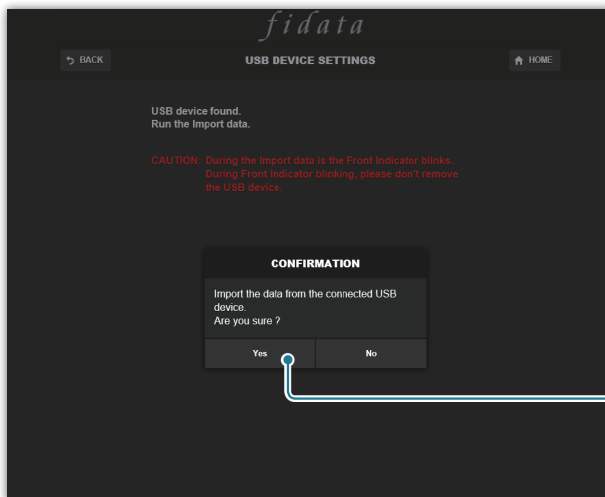 fidata
BACK
USB DEVICE SETTINGS
HOME
USB device found.
Run the Import data.
CAUTION: During the Import data is the Front Indicator blinks.
During Front Indicator blinking, please don't remove
the USB device.
CONFIRMATION
Import the data from the connected USB
device.
Are you sure ?
Yes
No